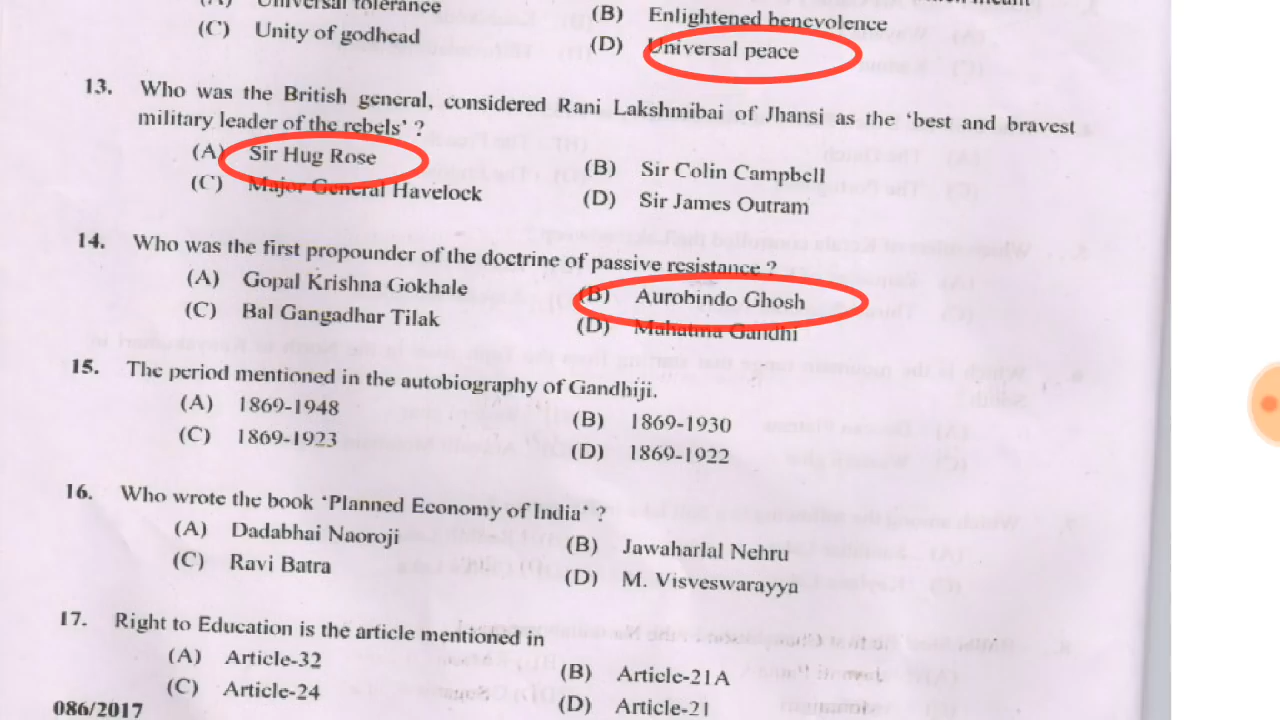 Universal tolerance
(B) Enlightened benevolence
(C) Unity of godhead
(D) Universal peace
13. Who was the British general, considered Rani Lakshmibai of Jhansi as the 'best and bravest
military leader of the rebels' ?
(A) Sir Hug Rose
(B) Sir Colin Campbell
(C) Major General Havelock
(D) Sir James Outram
14. Who was the first propounder of the doctrine of passive resistance ?
(A) Gopal Krishna Gokhale
(B) Aurobindo Ghosh
(C) Bal Gangadhar Tilak
(D) Mahatma Gandhi
15. The period mentioned in the autobiography of Gandhiji.
(A) 1869-1948
(B) 1869-1930
(C) 1869-1923
(D) 1869-1922
16. Who wrote the book 'Planned Economy of India' ?
(A) Dadabhai Naoroji
(B) Jawaharlal Nehru
(C) Ravi Batra
(D) M. Visveswarayya
17. Right to Education is the article mentioned in
(A) Article-32
(B) Article-21A
(C) Article-24
(D) Article-21
086/2017